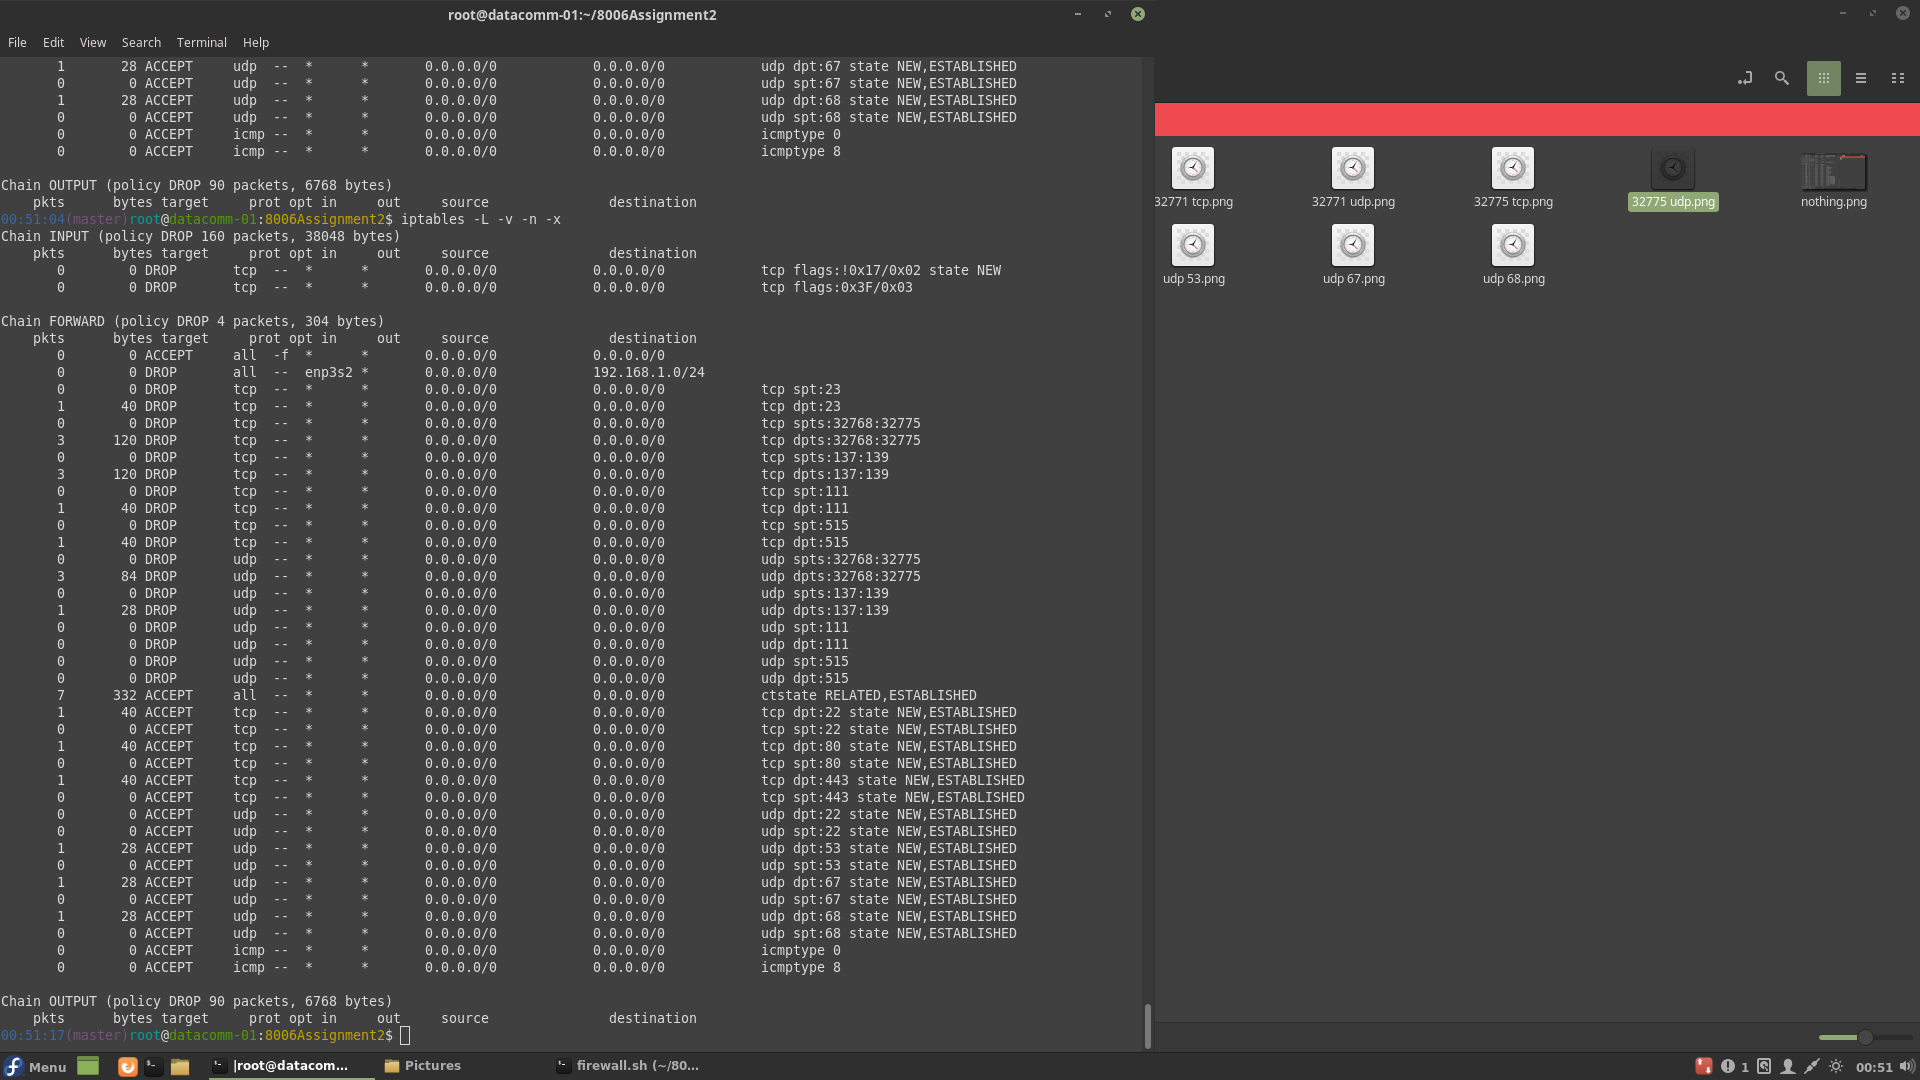 root@datacomm-01:~/8006Assignment2
File Edit View Search Terminal Help
1 28 ACCEPT udp -- * * 0.0.0.0/0 0.0.0.0/0 udp dpt:67 state NEW,ESTABLISHED
0 0 ACCEPT udp -- * * 0.0.0.0/0 0.0.0.0/0 udp spt:67 state NEW,ESTABLISHED
1 28 ACCEPT udp -- * * 0.0.0.0/0 0.0.0.0/0 udp dpt:68 state NEW,ESTABLISHED
0 0 ACCEPT udp -- * * 0.0.0.0/0 0.0.0.0/0 udp spt:68 state NEW,ESTABLISHED
0 0 ACCEPT icmp -- * * 0.0.0.0/0 0.0.0.0/0 icmptype 0
0 0 ACCEPT icmp -- * * 0.0.0.0/0 0.0.0.0/0 icmptype 8
Chain OUTPUT (policy DROP 90 packets, 6768 bytes)
pkts bytes target prot opt in out source destination
00:51:04(master)root@datacomm-01:8006Assignment2$ iptables -L -v -n -x
Chain INPUT (policy DROP 160 packets, 38048 bytes)
pkts bytes target prot opt in out source destination
0 0 DROP tcp -- * * 0.0.0.0/0 0.0.0.0/0 tcp flags:!0x17/0x02 state NEW
0 0 DROP tcp -- * * 0.0.0.0/0 0.0.0.0/0 tcp flags:0x3F/0x03
Chain FORWARD (policy DROP 4 packets, 304 bytes)
pkts bytes target prot opt in out source destination
0 0 ACCEPT all -f * * 0.0.0.0/0 0.0.0.0/0
0 0 DROP all -- enp3s2 * 0.0.0.0/0 192.168.1.0/24
0 0 DROP tcp -- * * 0.0.0.0/0 0.0.0.0/0 tcp spt:23
1 40 DROP tcp -- * * 0.0.0.0/0 0.0.0.0/0 tcp dpt:23
0 0 DROP tcp -- * * 0.0.0.0/0 0.0.0.0/0 tcp spts:32768:32775
3 120 DROP tcp -- * * 0.0.0.0/0 0.0.0.0/0 tcp dpts:32768:32775
0 0 DROP tcp -- * * 0.0.0.0/0 0.0.0.0/0 tcp spts:137:139
3 120 DROP tcp -- * * 0.0.0.0/0 0.0.0.0/0 tcp dpts:137:139
0 0 DROP tcp -- * * 0.0.0.0/0 0.0.0.0/0 tcp spt:111
1 40 DROP tcp -- * * 0.0.0.0/0 0.0.0.0/0 tcp dpt:111
0 0 DROP tcp -- * * 0.0.0.0/0 0.0.0.0/0 tcp spt:515
1 40 DROP tcp -- * * 0.0.0.0/0 0.0.0.0/0 tcp dpt:515
0 0 DROP udp -- * * 0.0.0.0/0 0.0.0.0/0 udp spts:32768:32775
3 84 DROP udp -- * * 0.0.0.0/0 0.0.0.0/0 udp dpts:32768:32775
0 0 DROP udp -- * * 0.0.0.0/0 0.0.0.0/0 udp spts:137:139
1 28 DROP udp -- * * 0.0.0.0/0 0.0.0.0/0 udp dpts:137:139
0 0 DROP udp -- * * 0.0.0.0/0 0.0.0.0/0 udp spt:111
0 0 DROP udp -- * * 0.0.0.0/0 0.0.0.0/0 udp dpt:111
0 0 DROP udp -- * * 0.0.0.0/0 0.0.0.0/0 udp spt:515
0 0 DROP udp -- * * 0.0.0.0/0 0.0.0.0/0 udp dpt:515
7 332 ACCEPT all -- * * 0.0.0.0/0 0.0.0.0/0 ctstate RELATED,ESTABLISHED
1 40 ACCEPT tcp -- * * 0.0.0.0/0 0.0.0.0/0 tcp dpt:22 state NEW,ESTABLISHED
0 0 ACCEPT tcp -- * * 0.0.0.0/0 0.0.0.0/0 tcp spt:22 state NEW,ESTABLISHED
1 40 ACCEPT tcp -- * * 0.0.0.0/0 0.0.0.0/0 tcp dpt:80 state NEW,ESTABLISHED
0 0 ACCEPT tcp -- * * 0.0.0.0/0 0.0.0.0/0 tcp spt:80 state NEW,ESTABLISHED
1 40 ACCEPT tcp -- * * 0.0.0.0/0 0.0.0.0/0 tcp dpt:443 state NEW,ESTABLISHED
0 0 ACCEPT tcp -- * * 0.0.0.0/0 0.0.0.0/0 tcp spt:443 state NEW,ESTABLISHED
0 0 ACCEPT udp -- * * 0.0.0.0/0 0.0.0.0/0 udp dpt:22 state NEW,ESTABLISHED
0 0 ACCEPT udp -- * * 0.0.0.0/0 0.0.0.0/0 udp spt:22 state NEW,ESTABLISHED
1 28 ACCEPT udp -- * * 0.0.0.0/0 0.0.0.0/0 udp dpt:53 state NEW,ESTABLISHED
0 0 ACCEPT udp -- * * 0.0.0.0/0 0.0.0.0/0 udp spt:53 state NEW,ESTABLISHED
1 28 ACCEPT udp -- * * 0.0.0.0/0 0.0.0.0/0 udp dpt:67 state NEW,ESTABLISHED
0 0 ACCEPT udp -- * * 0.0.0.0/0 0.0.0.0/0 udp spt:67 state NEW,ESTABLISHED
1 28 ACCEPT udp -- * * 0.0.0.0/0 0.0.0.0/0 udp dpt:68 state NEW,ESTABLISHED
0 0 ACCEPT udp -- * * 0.0.0.0/0 0.0.0.0/0 udp spt:68 state NEW,ESTABLISHED
0 0 ACCEPT icmp -- * * 0.0.0.0/0 0.0.0.0/0 icmptype 0
0 0 ACCEPT icmp -- * * 0.0.0.0/0 0.0.0.0/0 icmptype 8
Chain OUTPUT (policy DROP 90 packets, 6768 bytes)
pkts bytes target prot opt in out source destination
00:51:17(master)root@datacomm-01:8006Assignment2$
32771 tcp.png 32771 udp.png 32775 tcp.png 32775 udp.png nothing.png
udp 53.png udp 67.png udp 68.png
Menu |root@datacom... Pictures firewall.sh (~/80... 1 00:51